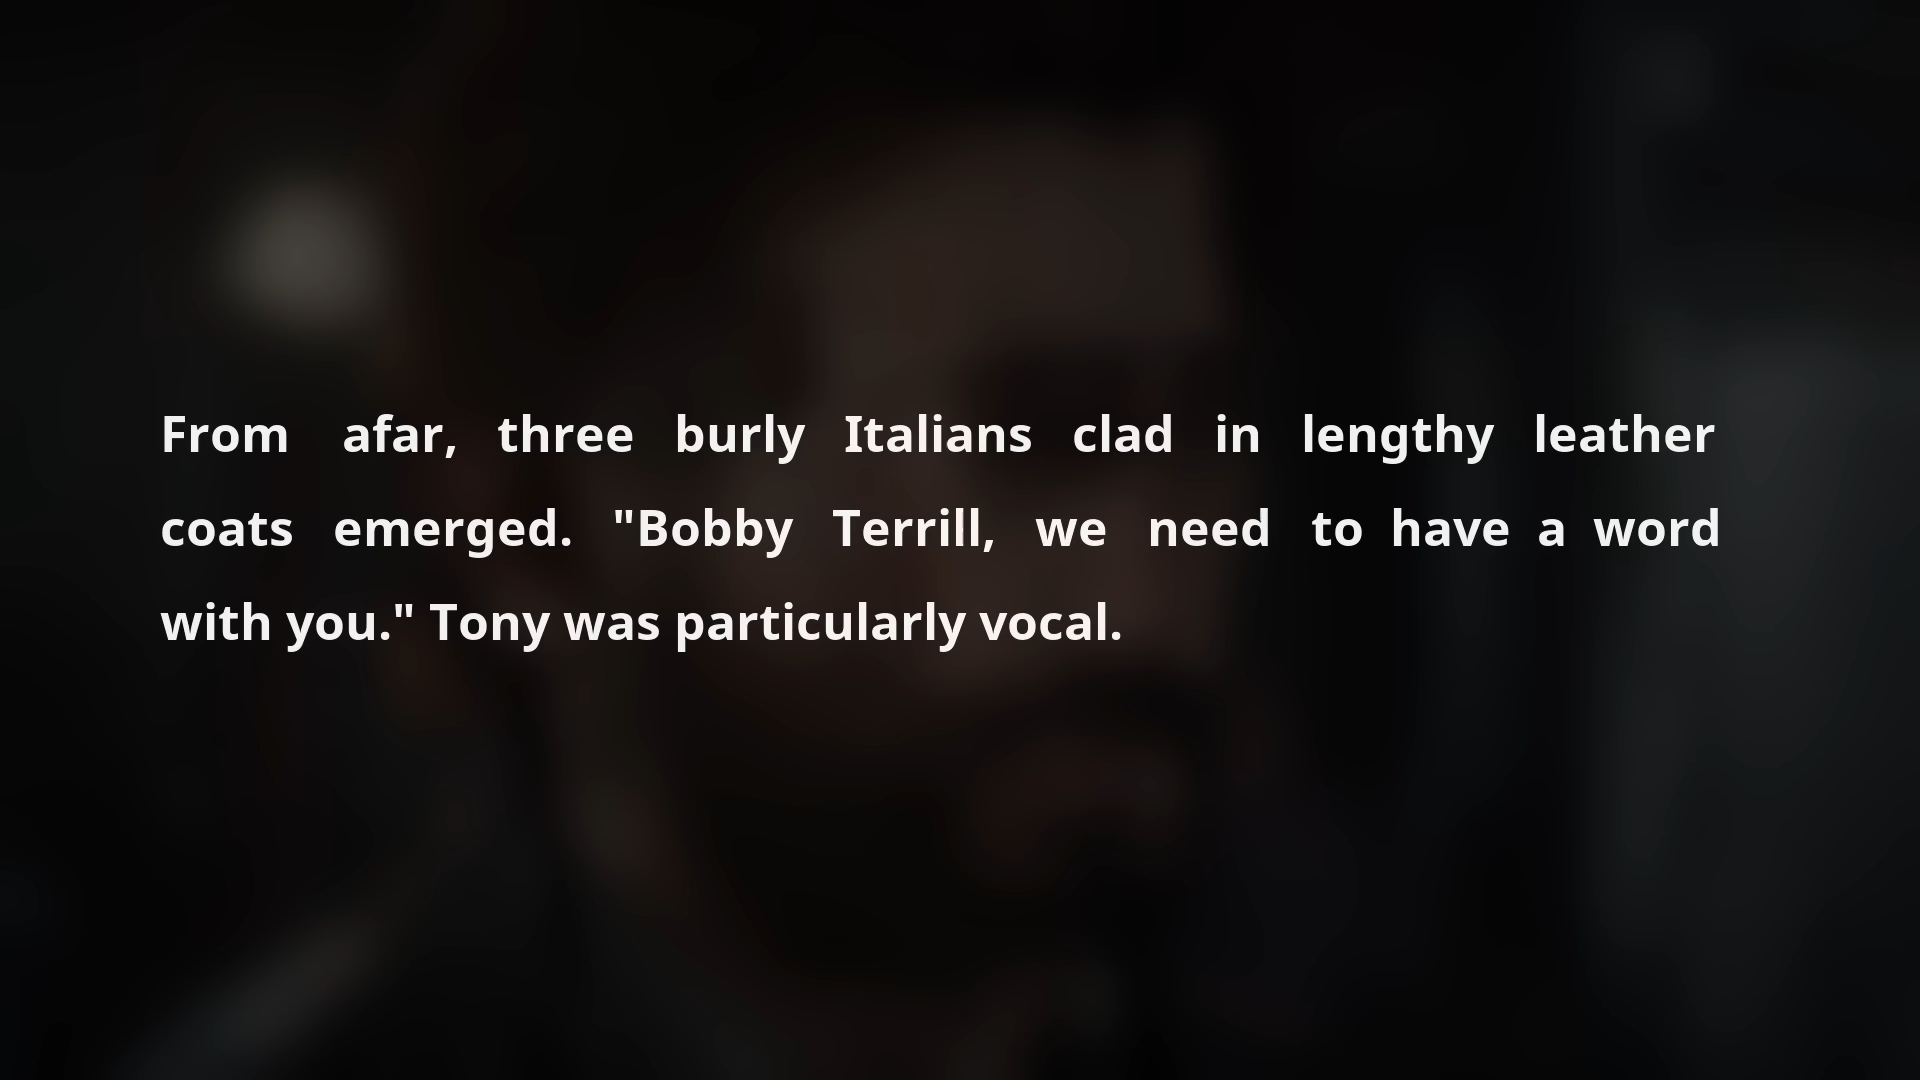 From afar, three burly Italians clad in lengthy leather
coats emerged. "Bobby Terrill, we need to have a word
with you." Tony was particularly vocal.